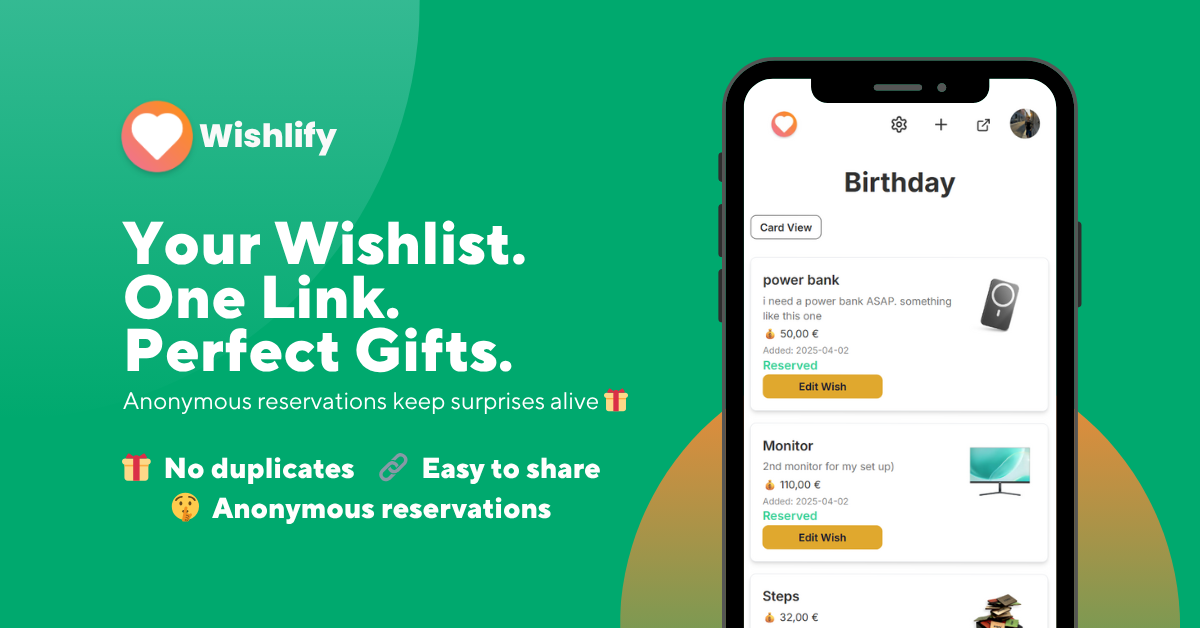 Wishlify
Your Wishlist.
One Link.
Perfect Gifts.
Anonymous reservations keep surprises alive 🎁
🎁 No duplicates 🔗 Easy to share
🤫 Anonymous reservations
Birthday
Card View
power bank
i need a power bank ASAP. something
like this one
💰 50,00 €
Added: 2025-04-02
Reserved
Edit Wish
Monitor
2nd monitor for my set up)
💰 110,00 €
Added: 2025-04-02
Reserved
Edit Wish
Steps
💰 32,00 €